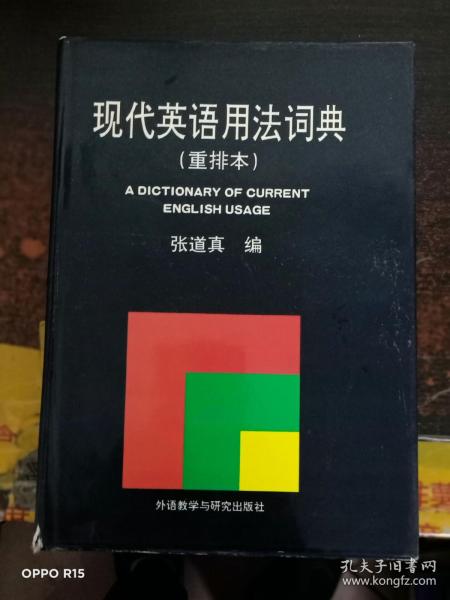 现代英语用法词典
（重排本）
A DICTIONARY OF CURRENT
ENGLISH USAGE
张道真 编
外语教学与研究出版社
OPPO R15
孔夫子旧书网
www.kongfz.com